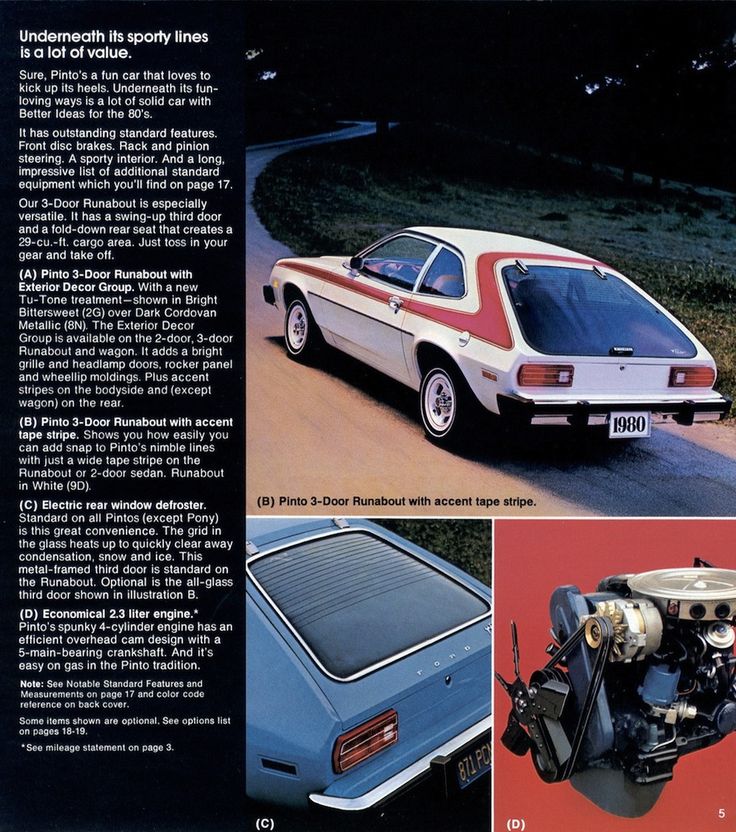 Underneath its sporty lines
is a lot of value.
Sure, Pinto's a fun car that loves to
kick up its heels. Underneath its fun-
loving ways is a lot of solid car with
Better Ideas for the 80's.
It has outstanding standard features.
Front disc brakes. Rack and pinion
steering. A sporty interior. And a long,
impressive list of additional standard
equipment which you'll find on page 17.
Our 3-Door Runabout is especially
versatile. It has a swing-up third door
and a fold-down rear seat that creates a
29-cu.-ft. cargo area. Just toss in your
gear and take off.
(A) Pinto 3-Door Runabout with
Exterior Decor Group. With a new
Tu-Tone treatment—shown in Bright
Bittersweet (2G) over Dark Cordovan
Metallic (8N). The Exterior Decor
Group is available on the 2-door, 3-door
Runabout and wagon. It adds a bright
grille and headlamp doors, rocker panel
and wheellip moldings. Plus accent
stripes on the bodyside and (except
wagon) on the rear.
(B) Pinto 3-Door Runabout with accent
tape stripe. Shows you how easily you
can add snap to Pinto's nimble lines
with just a wide tape stripe on the
Runabout or 2-door sedan. Runabout
in White (9D).
(C) Electric rear window defroster.
Standard on all Pintos (except Pony)
is this great convenience. The grid in
the glass heats up to quickly clear away
condensation, snow and ice. This
metal-framed third door is standard on
the Runabout. Optional is the all-glass
third door shown in illustration B.
(D) Economical 2.3 liter engine.*
Pinto's spunky 4-cylinder engine has an
efficient overhead cam design with a
5-main-bearing crankshaft. And it's
easy on gas in the Pinto tradition.
Note: See Notable Standard Features and
Measurements on page 17 and color code
reference on back cover.
Some items shown are optional. See options list
on pages 18-19.
*See mileage statement on page 3.
1980
(B) Pinto 3-Door Runabout with accent tape stripe.
FORD
871 PCN
(C)
(D)
5